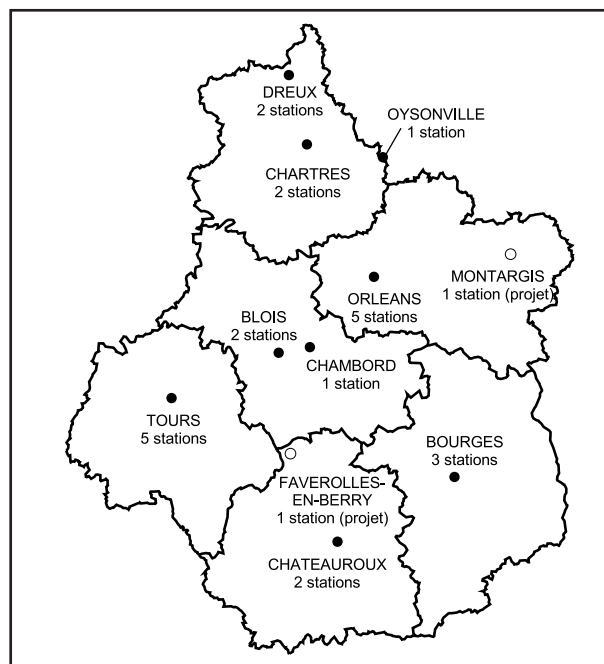 DREUX
2 stations
OYSONVILLE
1 station
CHARTRES
2 stations
MONTARGIS
1 station (projet)
ORLEANS
5 stations
BLOIS
2 stations
CHAMBORD
1 station
TOURS
5 stations
BOURGES
3 stations
FAVEROLLES-
EN-BERRY
1 station (projet)
CHATEAUROUX
2 stations